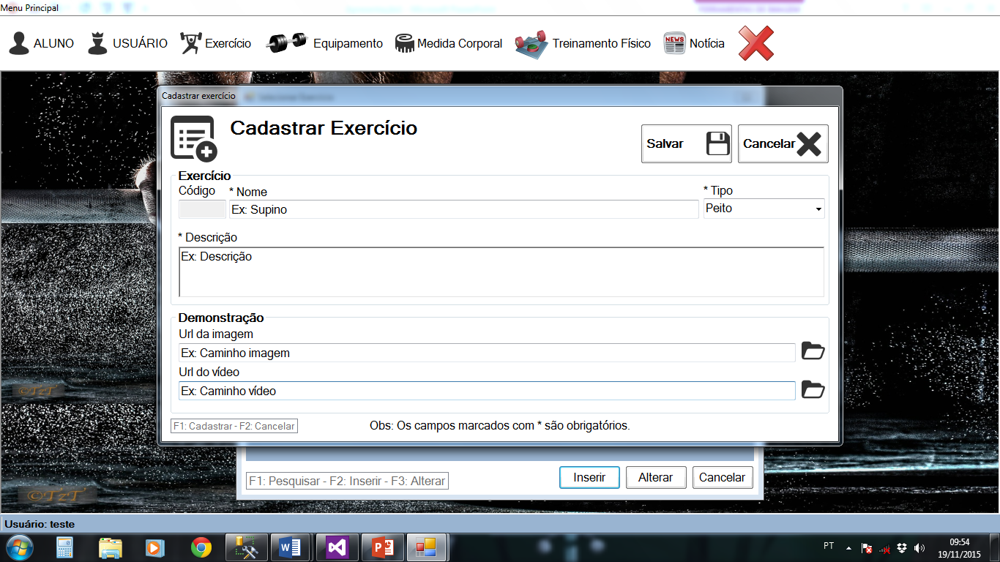 Menu Principal
ALUNO USUÁRIO Exercício Equipamento Medida Corporal Treinamento Físico NEWS Notícia
Cadastrar exercício
Cadastrar Exercício
Salvar Cancelar
Exercício
Código * Nome * Tipo
Ex: Supino Peito
* Descrição
Ex: Descrição
Demonstração
Url da imagem
Ex: Caminho imagem
Url do vídeo
Ex: Caminho vídeo
©TzT
F1: Cadastrar - F2: Cancelar Obs: Os campos marcados com * são obrigatórios.
F1: Pesquisar - F2: Inserir - F3: Alterar Inserir Alterar Cancelar
©TzT
Usuário: teste
PT 09:54
19/11/2015